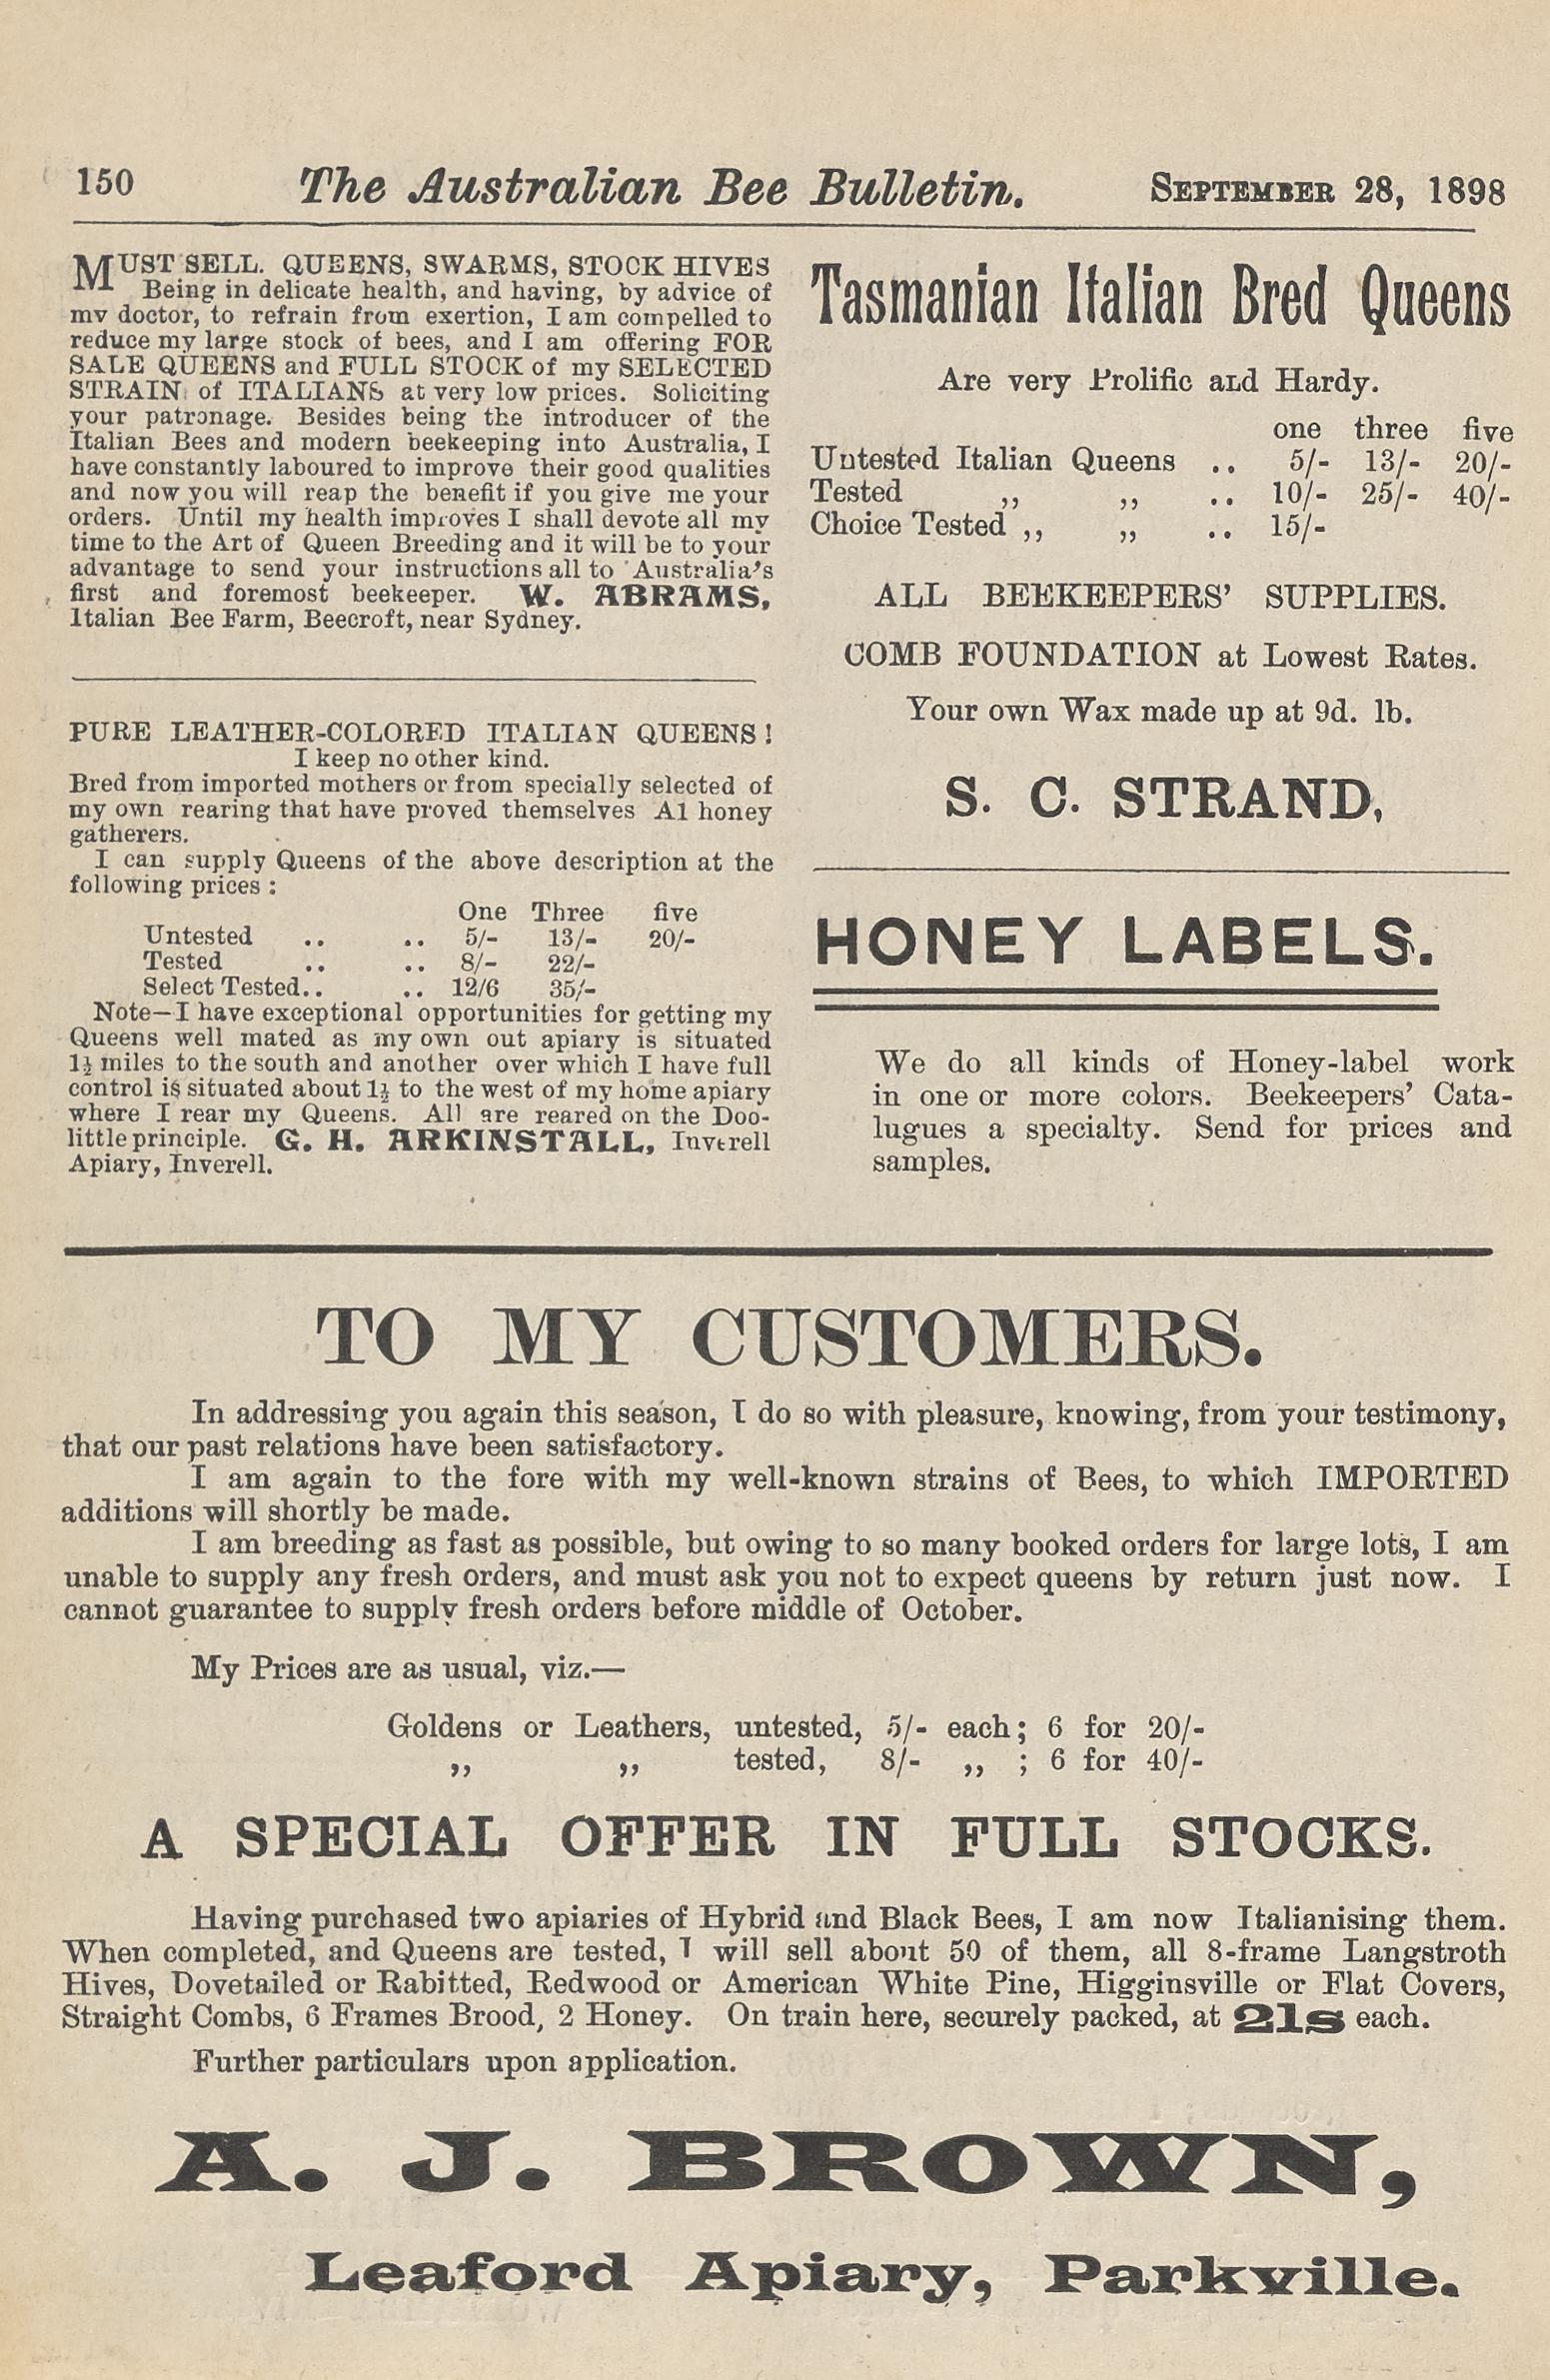 150 The Australian Bee Bulletin. SEPTEMBER 28, 1898
MUST SELL. QUEENS, SWARMS, STOCK HIVES
Being in delicate health, and having, by advice of
my doctor, to refrain from exertion, I am compelled to
reduce my large stock of bees, and I am offering FOR
SALE QUEENS and FULL STOCK of my SELECTED
STRAIN of ITALIANS at very low prices. Soliciting
your patronage. Besides being the introducer of the
Italian Bees and modern beekeeping into Australia, I
have constantly laboured to improve their good qualities
and now you will reap the benefit if you give me your
orders. Until my health improves I shall devote all my
time to the Art of Queen Breeding and it will be to your
advantage to send your instructions all to Australia's
first and foremost beekeeper. W. ABRAMS,
Italian Bee Farm, Beecroft, near Sydney.
PURE LEATHER-COLORED ITALIAN QUEENS!
I keep no other kind.
Bred from imported mothers or from specially selected of
my own rearing that have proved themselves A1 honey
gatherers.
I can supply Queens of the above description at the
following prices:
One Three five
Untested .. .. 5/- 13/- 20/-
Tested .. .. 8/- 22/-
Select Tested.. .. 12/6 35/-
Note—I have exceptional opportunities for getting my
Queens well mated as my own out apiary is situated
1½ miles to the south and another over which I have full
control is situated about 1½ to the west of my home apiary
where I rear my Queens. All are reared on the Doo-
little principle. G. H. ARKINSTALL, Inverell
Apiary, Inverell.
Tasmanian Italian Bred Queens
Are very Prolific and Hardy.
one three five
Untested Italian Queens .. 5/- 13/- 20/-
Tested ,, ,, .. 10/- 25/- 40/-
Choice Tested ,, ,, .. 15/-
ALL BEEKEEPERS' SUPPLIES.
COMB FOUNDATION at Lowest Rates.
Your own Wax made up at 9d. lb.
S. C. STRAND,
HONEY LABELS.
We do all kinds of Honey-label work
in one or more colors. Beekeepers' Cata-
lugues a specialty. Send for prices and
samples.
TO MY CUSTOMERS.
In addressing you again this season, I do so with pleasure, knowing, from your testimony,
that our past relations have been satisfactory.
I am again to the fore with my well-known strains of Bees, to which IMPORTED
additions will shortly be made.
I am breeding as fast as possible, but owing to so many booked orders for large lots, I am
unable to supply any fresh orders, and must ask you not to expect queens by return just now. I
cannot guarantee to supply fresh orders before middle of October.
My Prices are as usual, viz.—
Goldens or Leathers, untested, 5/- each; 6 for 20/-
,, ,, tested, 8/- ,, ; 6 for 40/-
A SPECIAL OFFER IN FULL STOCKS.
Having purchased two apiaries of Hybrid and Black Bees, I am now Italianising them.
When completed, and Queens are tested, I will sell about 50 of them, all 8-frame Langstroth
Hives, Dovetailed or Rabitted, Redwood or American White Pine, Higginsville or Flat Covers,
Straight Combs, 6 Frames Brood, 2 Honey. On train here, securely packed, at 21s each.
Further particulars upon application.
A. J. BROWN,
Leaford Apiary, Parkville.